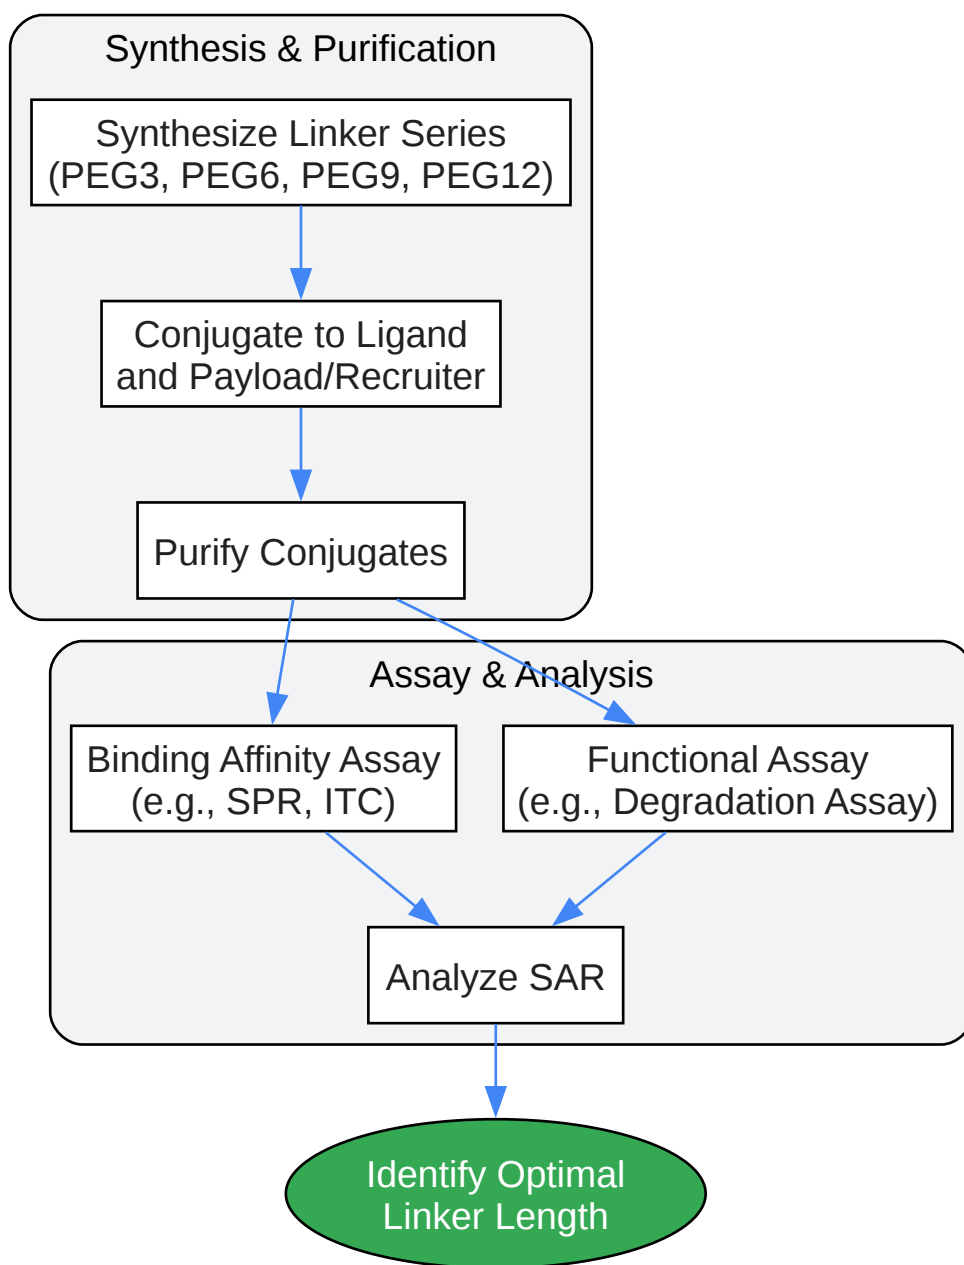 Synthesis & Purification
Synthesize Linker Series
(PEG3, PEG6, PEG9, PEG12)
Conjugate to Ligand
and Payload/Recruiter
Purify Conjugates
Assay & Analysis
Binding Affinity Assay
(e.g., SPR, ITC)
Functional Assay
(e.g., Degradation Assay)
Analyze SAR
Identify Optimal
Linker Length